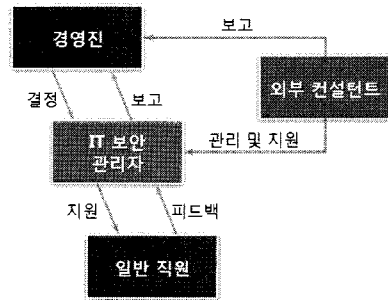 보고
경영진
외부 컨설턴트
결정
보고
IT 보안
관리자
관리 및 지원
지원
피드백
일반 직원